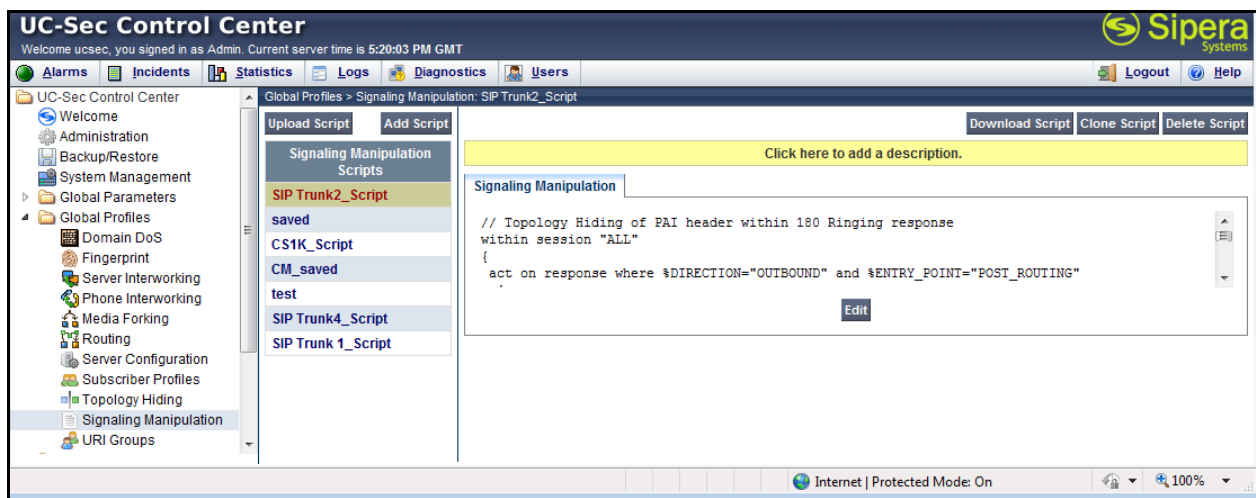 UC-Sec Control Center
Sipera
Systems
Welcome ucsec, you signed in as Admin. Current server time is 5:20:03 PM GMT
Alarms Incidents Statistics Logs Diagnostics Users Logout Help
UC-Sec Control Center
Welcome
Administration
Backup/Restore
System Management
Global Parameters
Global Profiles
Domain DoS
Fingerprint
Server Interworking
Phone Interworking
Media Forking
Routing
Server Configuration
Subscriber Profiles
Topology Hiding
Signaling Manipulation
URI Groups
Global Profiles > Signaling Manipulation: SIP Trunk2_Script
Upload Script Add Script
Signaling Manipulation
Scripts
SIP Trunk2_Script
saved
CS1K_Script
CM_saved
test
SIP Trunk4_Script
SIP Trunk 1_Script
Download Script Clone Script Delete Script
Click here to add a description.
Signaling Manipulation
// Topology Hiding of PAI header within 180 Ringing response
within session "ALL"
{
act on response where %DIRECTION="OUTBOUND" and %ENTRY_POINT="POST_ROUTING"
Edit
Internet | Protected Mode: On
100%